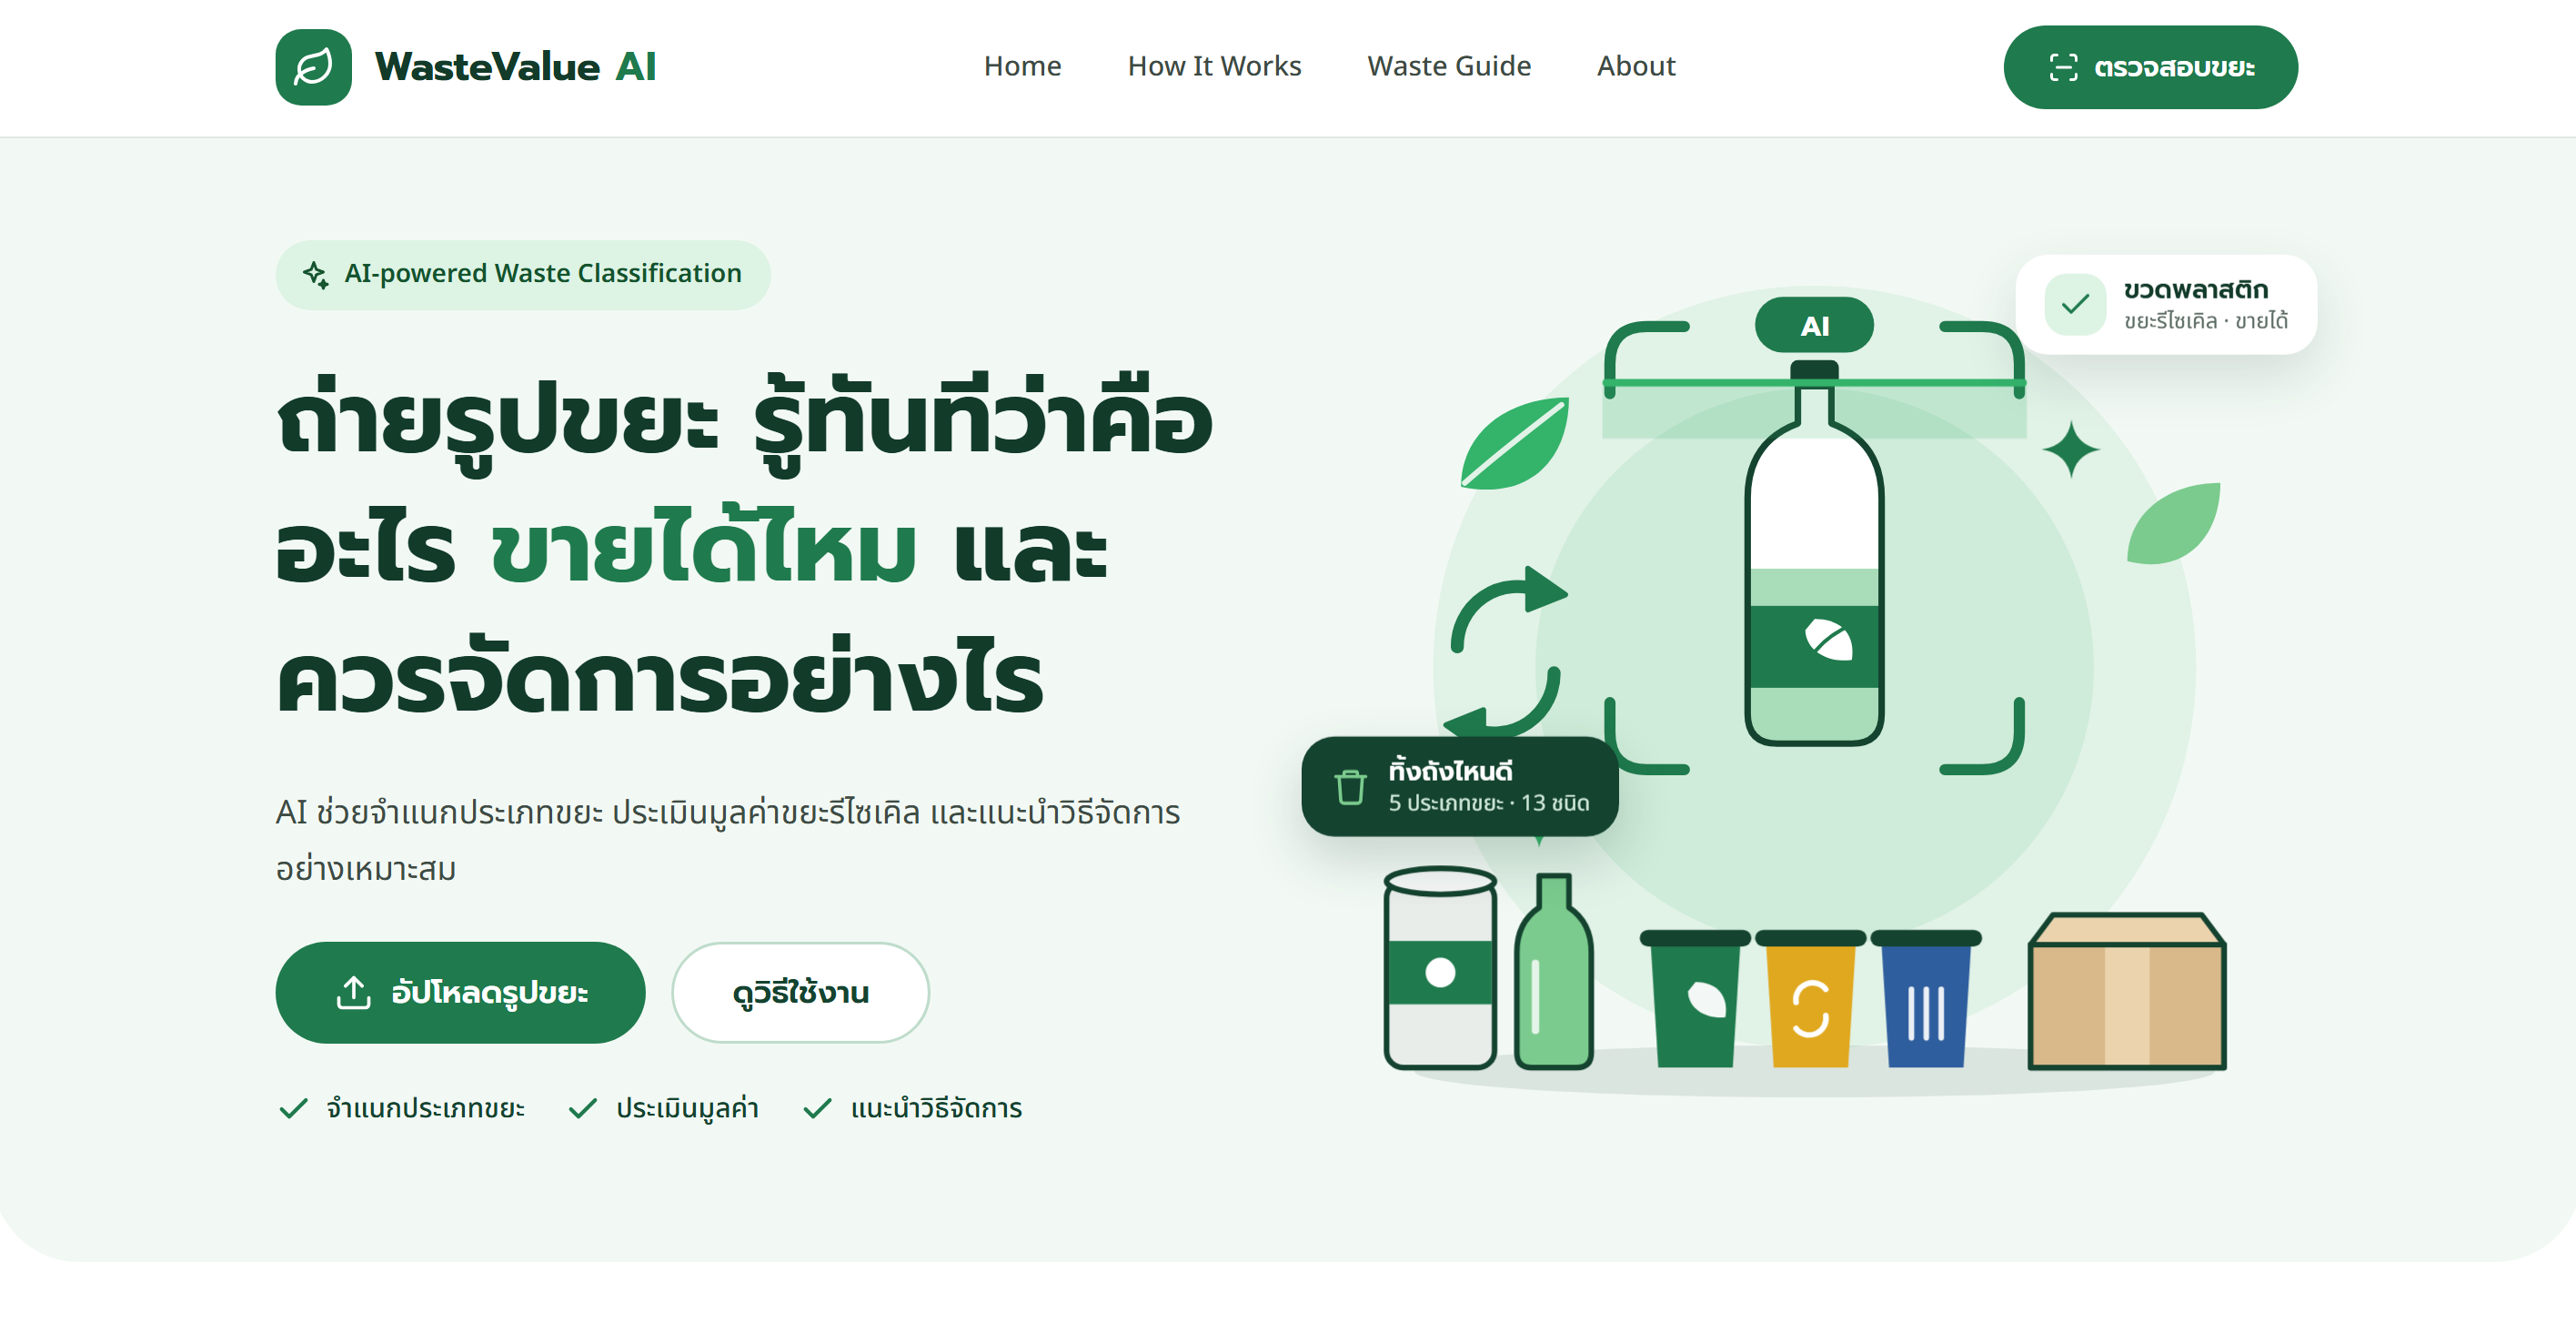 WasteValue AI
Home
How It Works
Waste Guide
About
ตรวจสอบขยะ
AI-powered Waste Classification
ถ่ายรูปขยะ รู้ทันทีว่าคือ
อะไร ขายได้ไหม และ
ควรจัดการอย่างไร
AI ช่วยจำแนกประเภทขยะ ประเมินมูลค่าขยะรีไซเคิล และแนะนำวิธีจัดการ
อย่างเหมาะสม
อัปโหลดรูปขยะ
ดูวิธีใช้งาน
จำแนกประเภทขยะ
ประเมินมูลค่า
แนะนำวิธีจัดการ
AI
ขวดพลาสติก
ขยะรีไซเคิล · ขายได้
ทิ้งถังไหนดี
5 ประเภทขยะ · 13 ชนิด